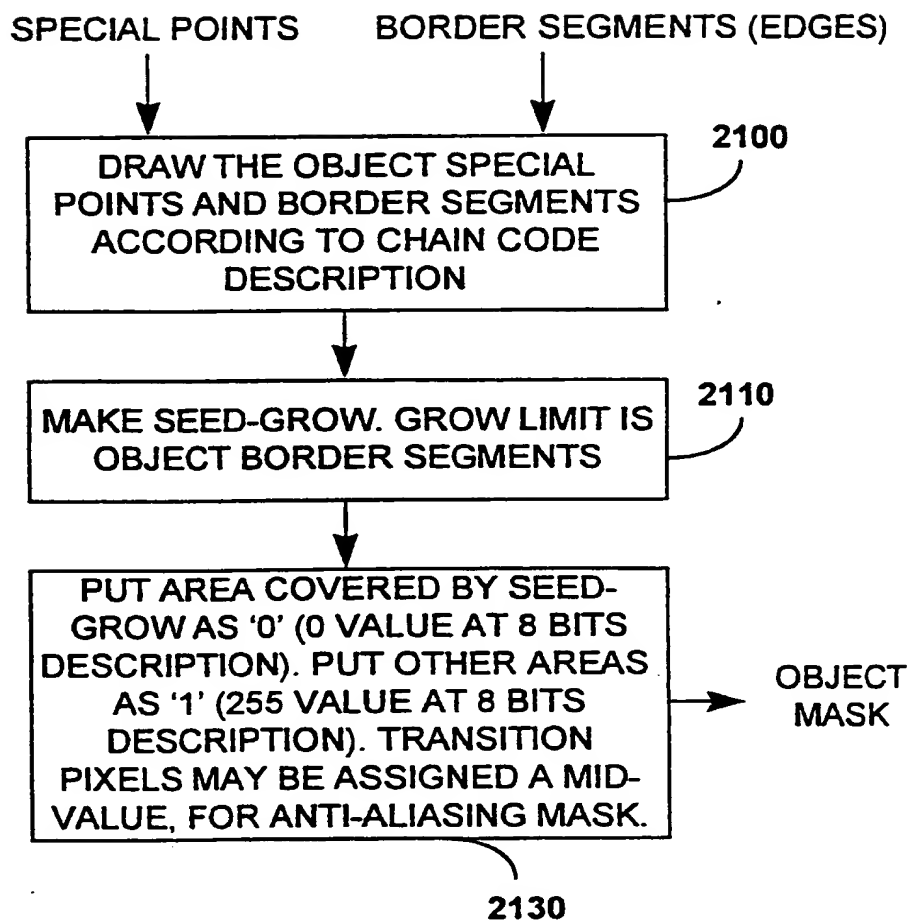 SPECIAL POINTS
BORDER SEGMENTS (EDGES)
2100
DRAW THE OBJECT SPECIAL
POINTS AND BORDER SEGMENTS
ACCORDING TO CHAIN CODE
DESCRIPTION
2110
MAKE SEED-GROW. GROW LIMIT IS
OBJECT BORDER SEGMENTS
PUT AREA COVERED BY SEED-
GROW AS '0' (0 VALUE AT 8 BITS
DESCRIPTION). PUT OTHER AREAS
AS '1' (255 VALUE AT 8 BITS
DESCRIPTION). TRANSITION
PIXELS MAY BE ASSIGNED A MID-
VALUE, FOR ANTI-ALIASING MASK.
OBJECT
MASK
2130